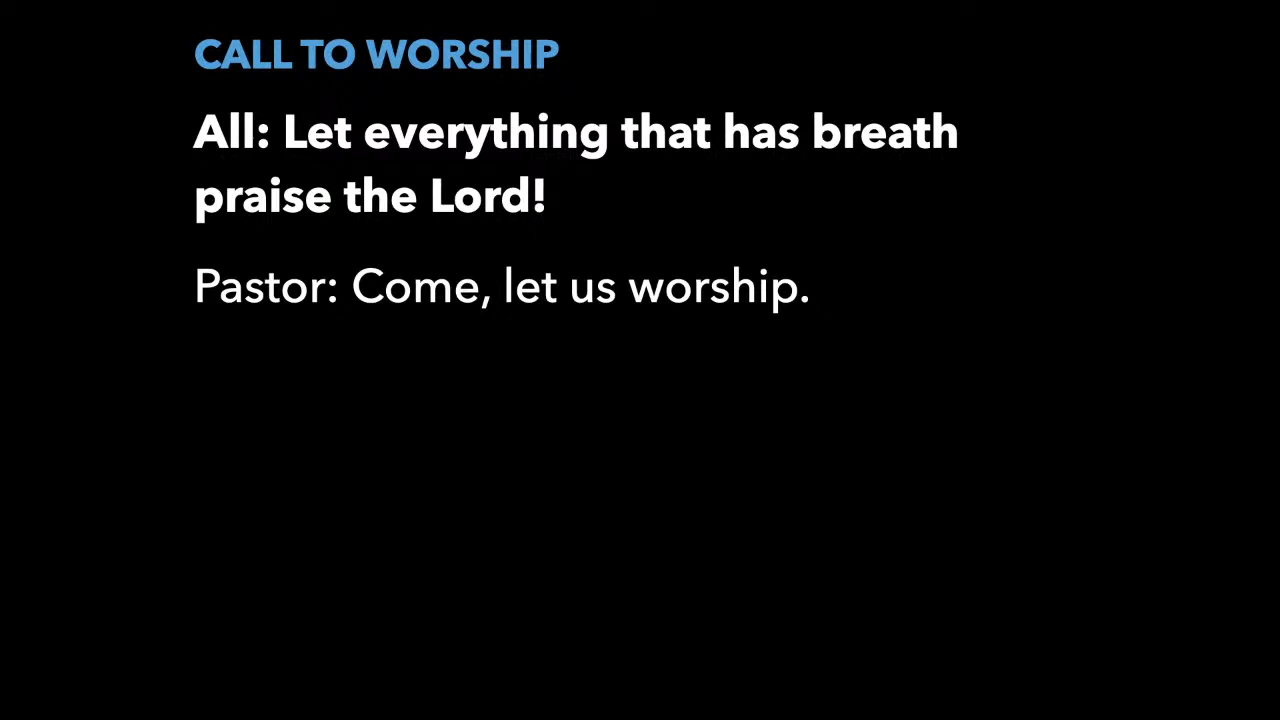 CALL TO WORSHIP
All: Let everything that has breath
praise the Lord!
Pastor: Come, let us worship.